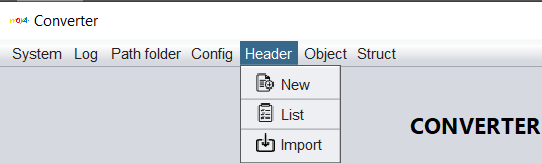 Converter
System Log Path folder Config Header Object Struct
New
List
Import
CONVERTER